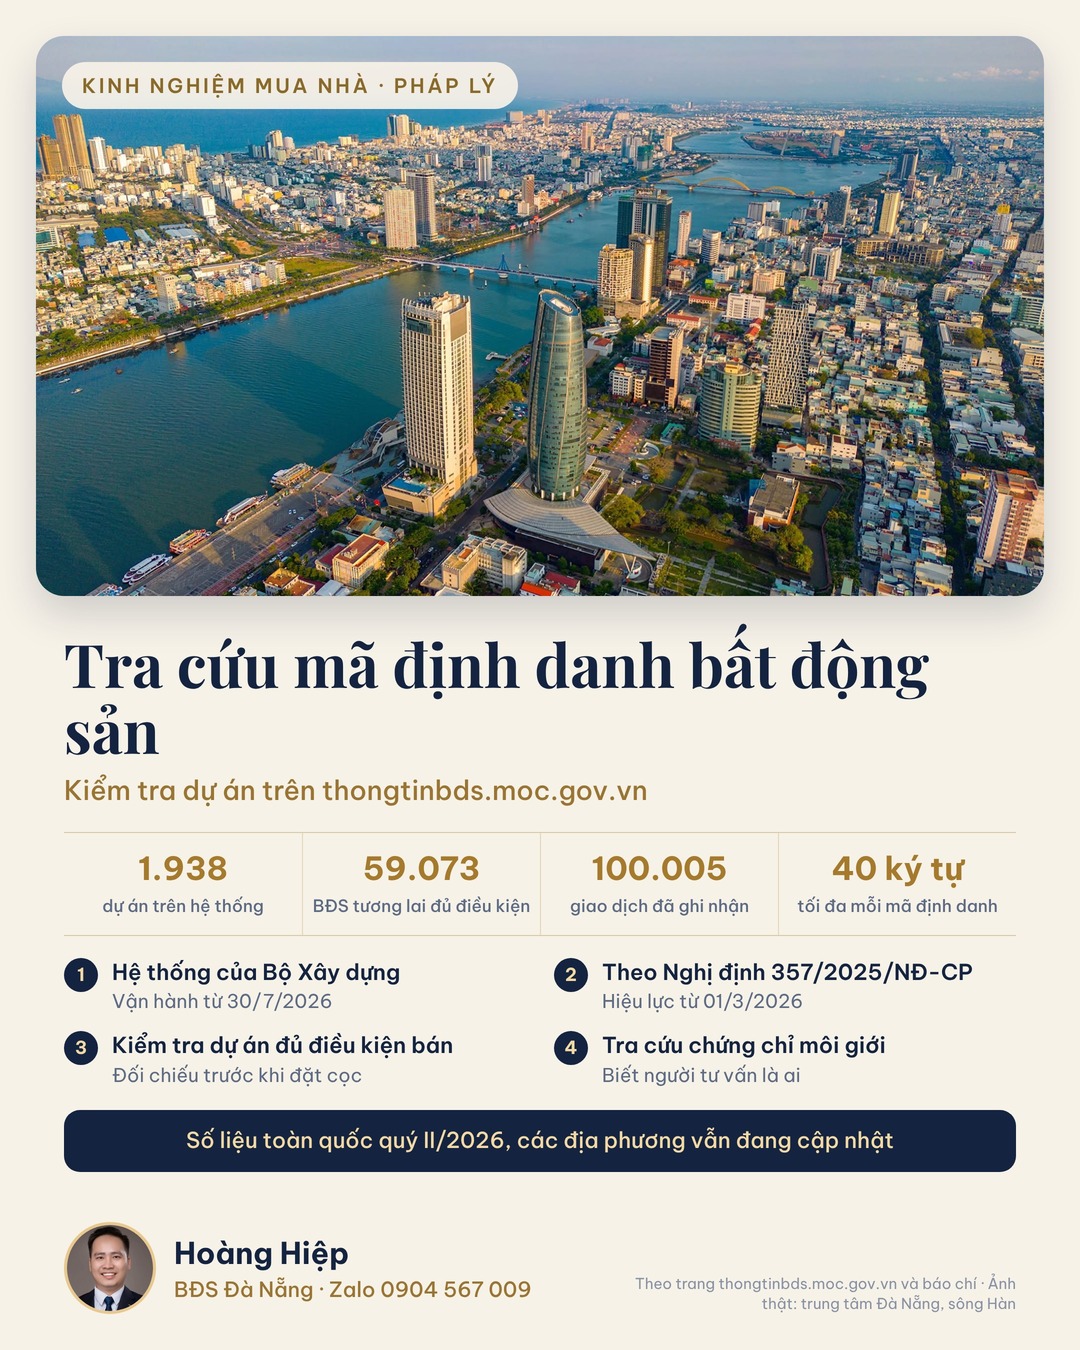 KINH NGHIỆM MUA NHÀ · PHÁP LÝ
Tra cứu mã định danh bất động
sản
Kiểm tra dự án trên thongtinbds.moc.gov.vn
1.938
dự án trên hệ thống
59.073
BĐS tương lai đủ điều kiện
100.005
giao dịch đã ghi nhận
40 ký tự
tối đa mỗi mã định danh
1
Hệ thống của Bộ Xây dựng
Vận hành từ 30/7/2026
2
Theo Nghị định 357/2025/NĐ-CP
Hiệu lực từ 01/3/2026
3
Kiểm tra dự án đủ điều kiện bán
Đối chiếu trước khi đặt cọc
4
Tra cứu chứng chỉ môi giới
Biết người tư vấn là ai
Số liệu toàn quốc quý II/2026, các địa phương vẫn đang cập nhật
Hoàng Hiệp
BĐS Đà Nẵng · Zalo 0904 567 009
Theo trang thongtinbds.moc.gov.vn và báo chí · Ảnh
thật: trung tâm Đà Nẵng, sông Hàn